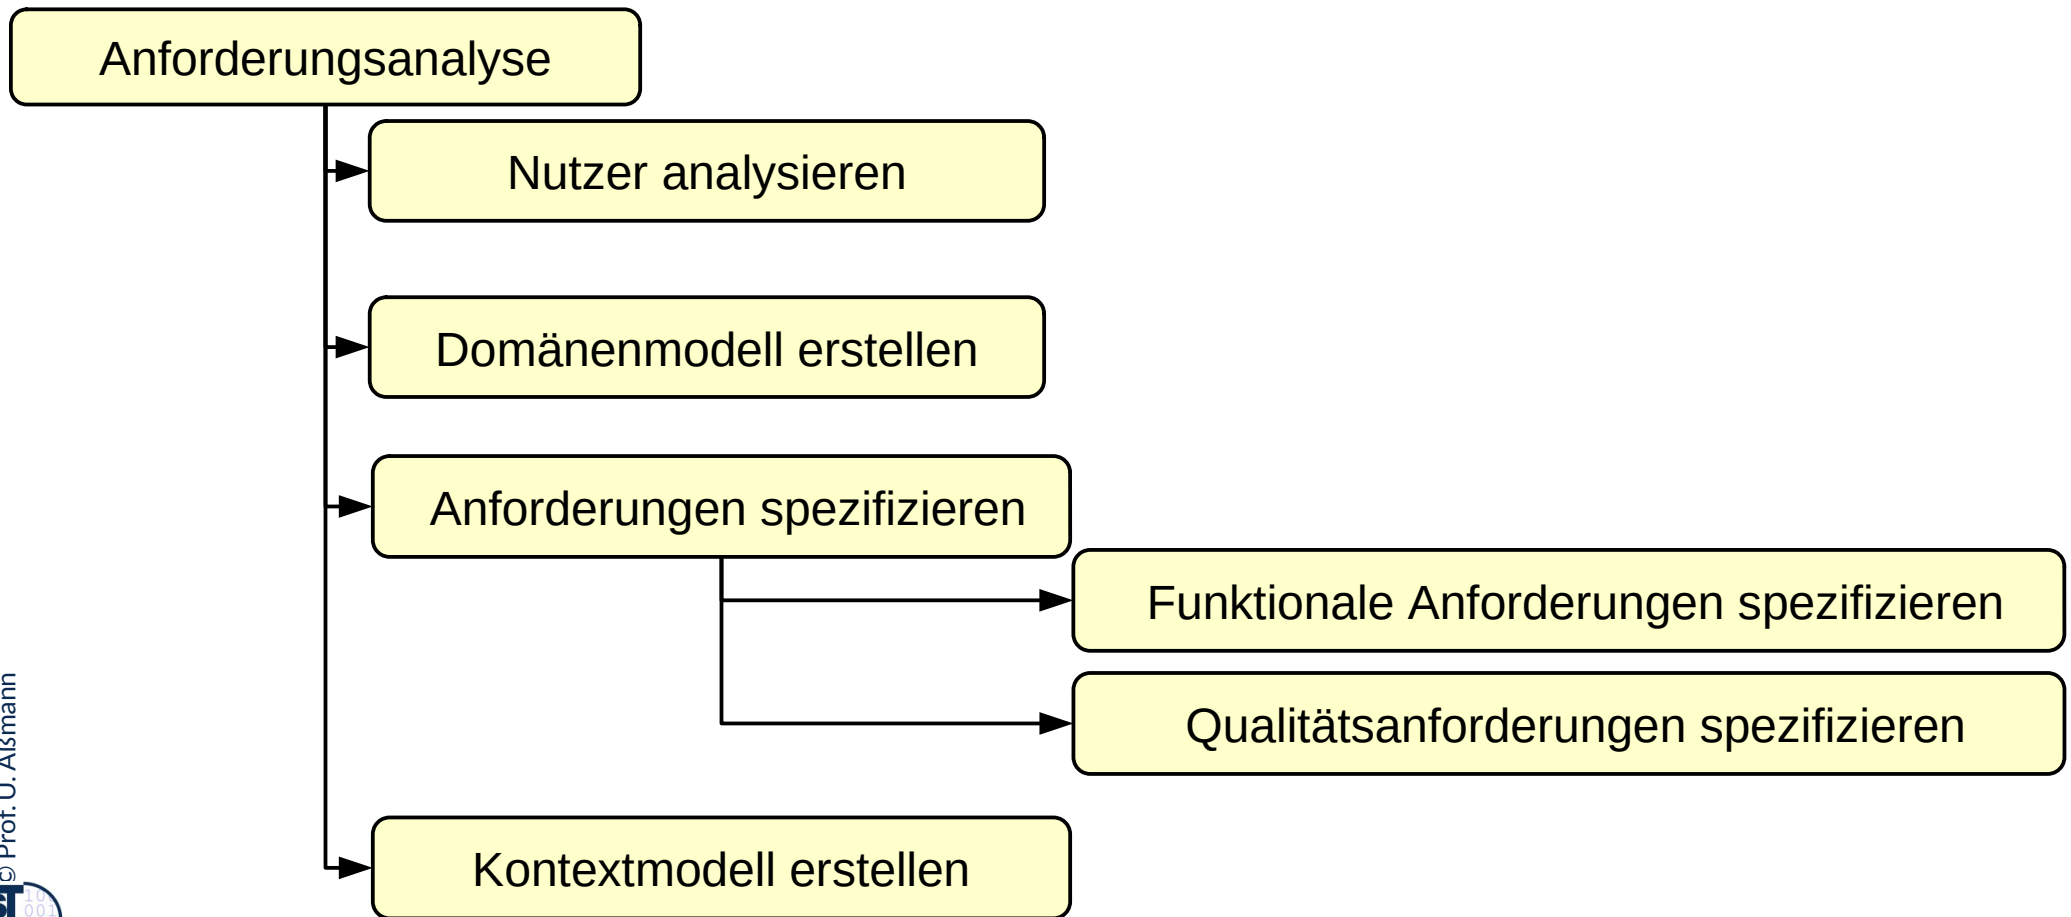 Anforderungsanalyse
Nutzer analysieren
Domänenmodell erstellen
Anforderungen spezifizieren
Funktionale Anforderungen spezifizieren
Qualitätsanforderungen spezifizieren
Kontextmodell erstellen
© Prof. U. Aßmann